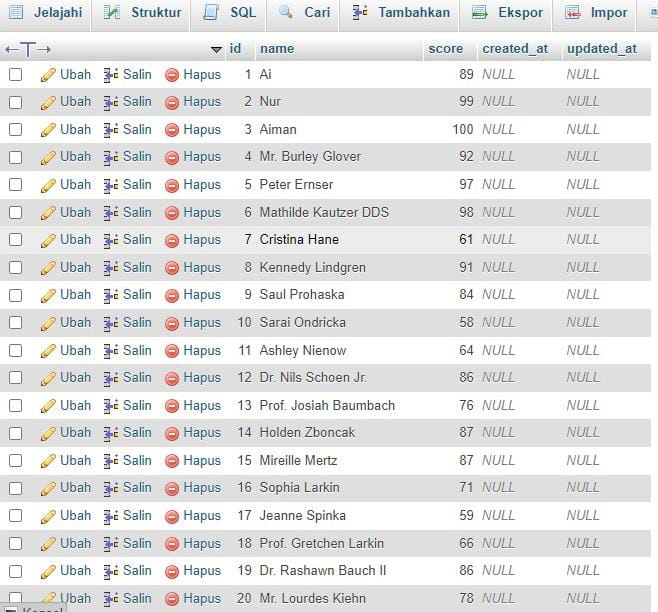 Jelajahi Struktur SQL Cari Tambahkan Ekspor Impor
id name score created_at updated_at
Ubah Salin Hapus 1 Ai 89 NULL NULL
Ubah Salin Hapus 2 Nur 99 NULL NULL
Ubah Salin Hapus 3 Aiman 100 NULL NULL
Ubah Salin Hapus 4 Mr. Burley Glover 92 NULL NULL
Ubah Salin Hapus 5 Peter Ernser 97 NULL NULL
Ubah Salin Hapus 6 Mathilde Kautzer DDS 98 NULL NULL
Ubah Salin Hapus 7 Cristina Hane 61 NULL NULL
Ubah Salin Hapus 8 Kennedy Lindgren 91 NULL NULL
Ubah Salin Hapus 9 Saul Prohaska 84 NULL NULL
Ubah Salin Hapus 10 Sarai Ondricka 58 NULL NULL
Ubah Salin Hapus 11 Ashley Nienow 64 NULL NULL
Ubah Salin Hapus 12 Dr. Nils Schoen Jr. 86 NULL NULL
Ubah Salin Hapus 13 Prof. Josiah Baumbach 76 NULL NULL
Ubah Salin Hapus 14 Holden Zboncak 87 NULL NULL
Ubah Salin Hapus 15 Mireille Mertz 87 NULL NULL
Ubah Salin Hapus 16 Sophia Larkin 71 NULL NULL
Ubah Salin Hapus 17 Jeanne Spinka 59 NULL NULL
Ubah Salin Hapus 18 Prof. Gretchen Larkin 66 NULL NULL
Ubah Salin Hapus 19 Dr. Rashawn Bauch II 86 NULL NULL
Ubah Salin Hapus 20 Mr. Lourdes Kiehn 78 NULL NULL